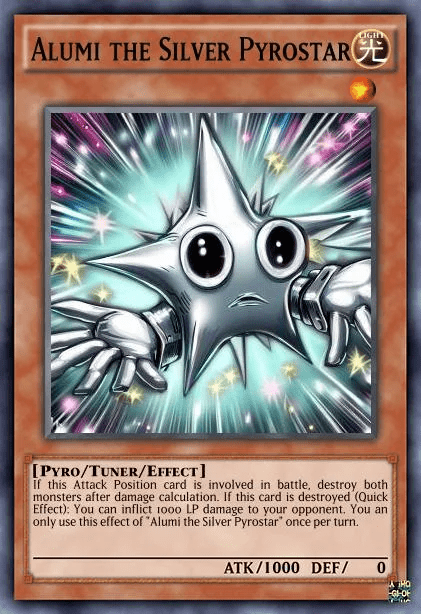 ALUMI THE SILVER PYROSTAR
LIGHT
光
[PYRO/TUNER/EFFECT]
If this Attack Position card is involved in battle, destroy both
monsters after damage calculation. If this card is destroyed (Quick
Effect): You can inflict 1000 LP damage to your opponent. You an
only use this effect of "Alumi the Silver Pyrostar" once per turn.
ATK/1000 DEF/ 0